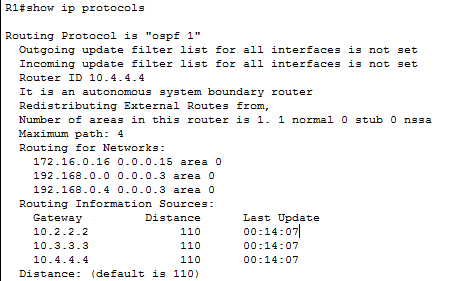 R1#show ip protocols
Routing Protocol is "ospf 1"
Outgoing update filter list for all interfaces is not set
Incoming update filter list for all interfaces is not set
Router ID 10.4.4.4
It is an autonomous system boundary router
Redistributing External Routes from,
Number of areas in this router is 1. 1 normal 0 stub 0 nssa
Maximum path: 4
Routing for Networks:
172.16.0.16 0.0.0.15 area 0
192.168.0.0 0.0.0.3 area 0
192.168.0.4 0.0.0.3 area 0
Routing Information Sources:
Gateway Distance Last Update
10.2.2.2 110 00:14:07
10.3.3.3 110 00:14:07
10.4.4.4 110 00:14:07
Distance: (default is 110)